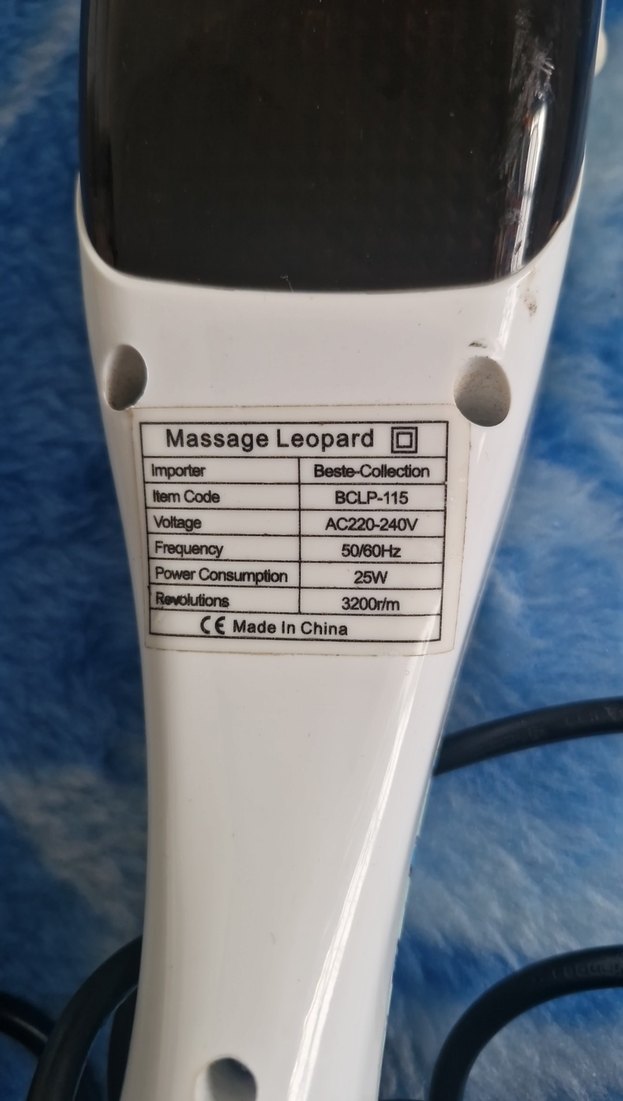 Massage Leopard
Importer Beste-Collection
Item Code BCLP-115
Voltage AC220-240V
Frequency 50/60Hz
Power Consumption 25W
Revolutions 3200r/m
CE Made In China